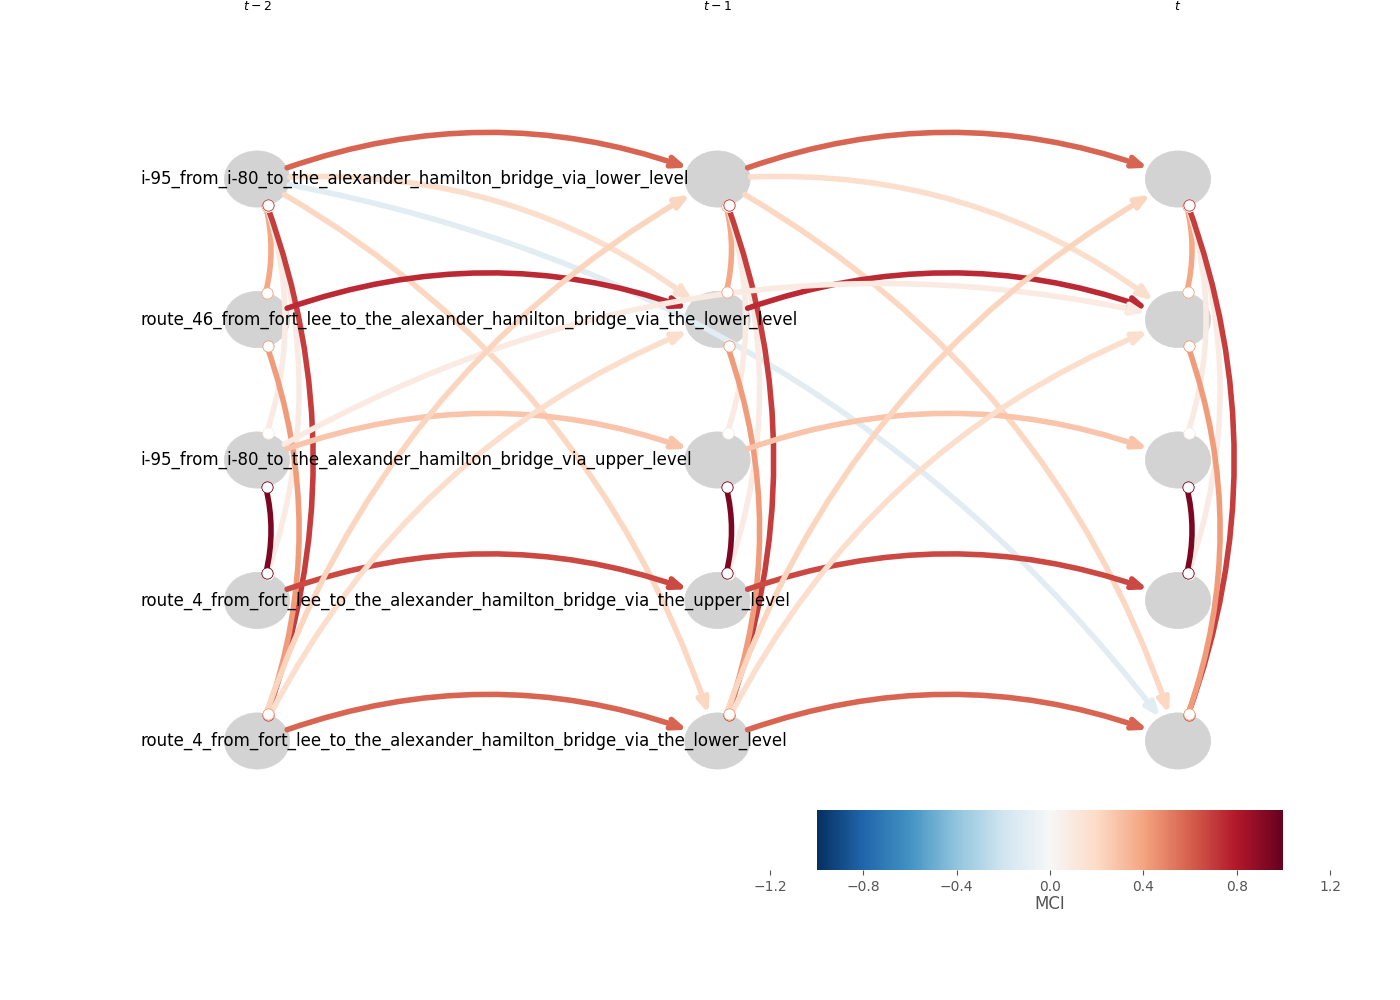 t − 2 t − 1 t
i-95_from_i-80_to_the_alexander_hamilton_bridge_via_lower_level
route_46_from_fort_lee_to_the_alexander_hamilton_bridge_via_the_lower_level
i-95_from_i-80_to_the_alexander_hamilton_bridge_via_upper_level
route_4_from_fort_lee_to_the_alexander_hamilton_bridge_via_the_upper_level
route_4_from_fort_lee_to_the_alexander_hamilton_bridge_via_the_lower_level
−1.2 −0.8 −0.4 0.0 0.4 0.8 1.2
MCI